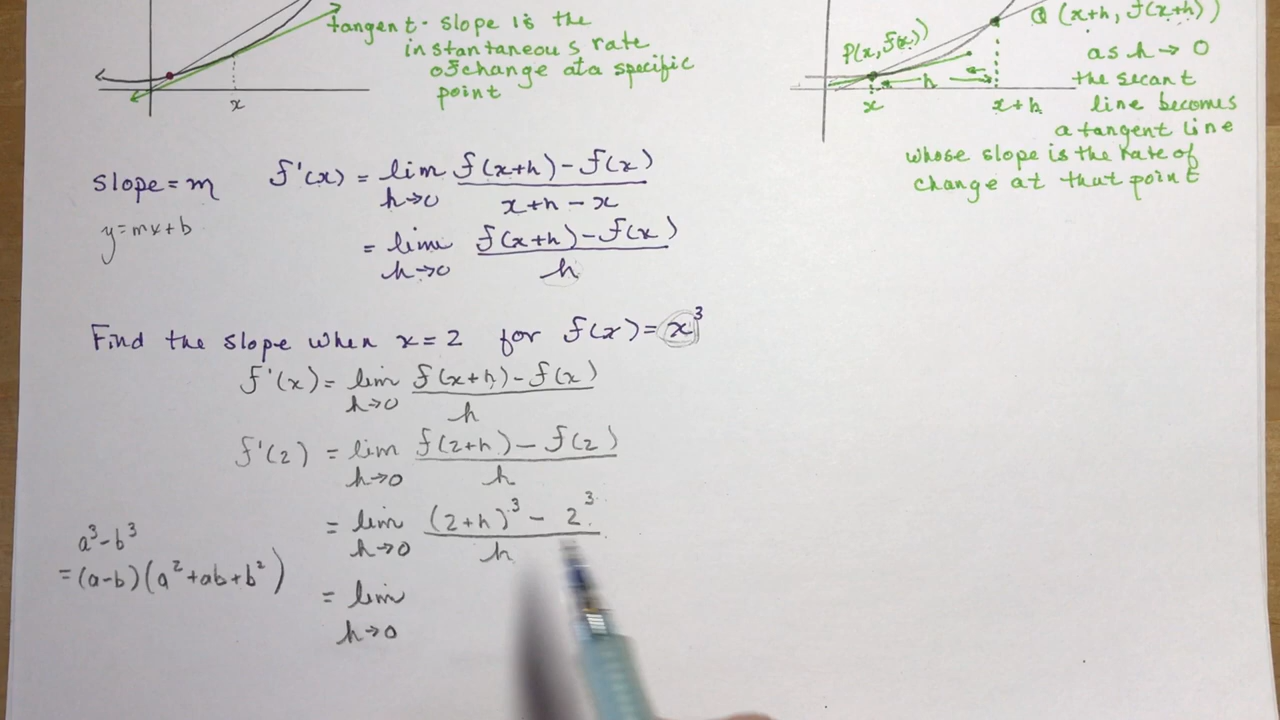 tangent - slope is the
instantaneous rate
of change at a specific
point
x
P(x, f(x))
Q (x+h, f(x+h))
h
x
x+h
as h → 0
the secant
line becomes
a tangent line
whose slope is the rate of
change at that point
slope = m
y = mx + b
f'(x) = lim h→0 (f(x+h) - f(x)) / (x+h-x)
= lim h→0 (f(x+h) - f(x)) / h
Find the slope when x = 2 for f(x) = x³
f'(x) = lim h→0 (f(x+h) - f(x)) / h
f'(2) = lim h→0 (f(2+h) - f(2)) / h
= lim h→0 ((2+h)³ - 2³) / h
a³-b³
= (a-b)(a²+ab+b²)
= lim h→0